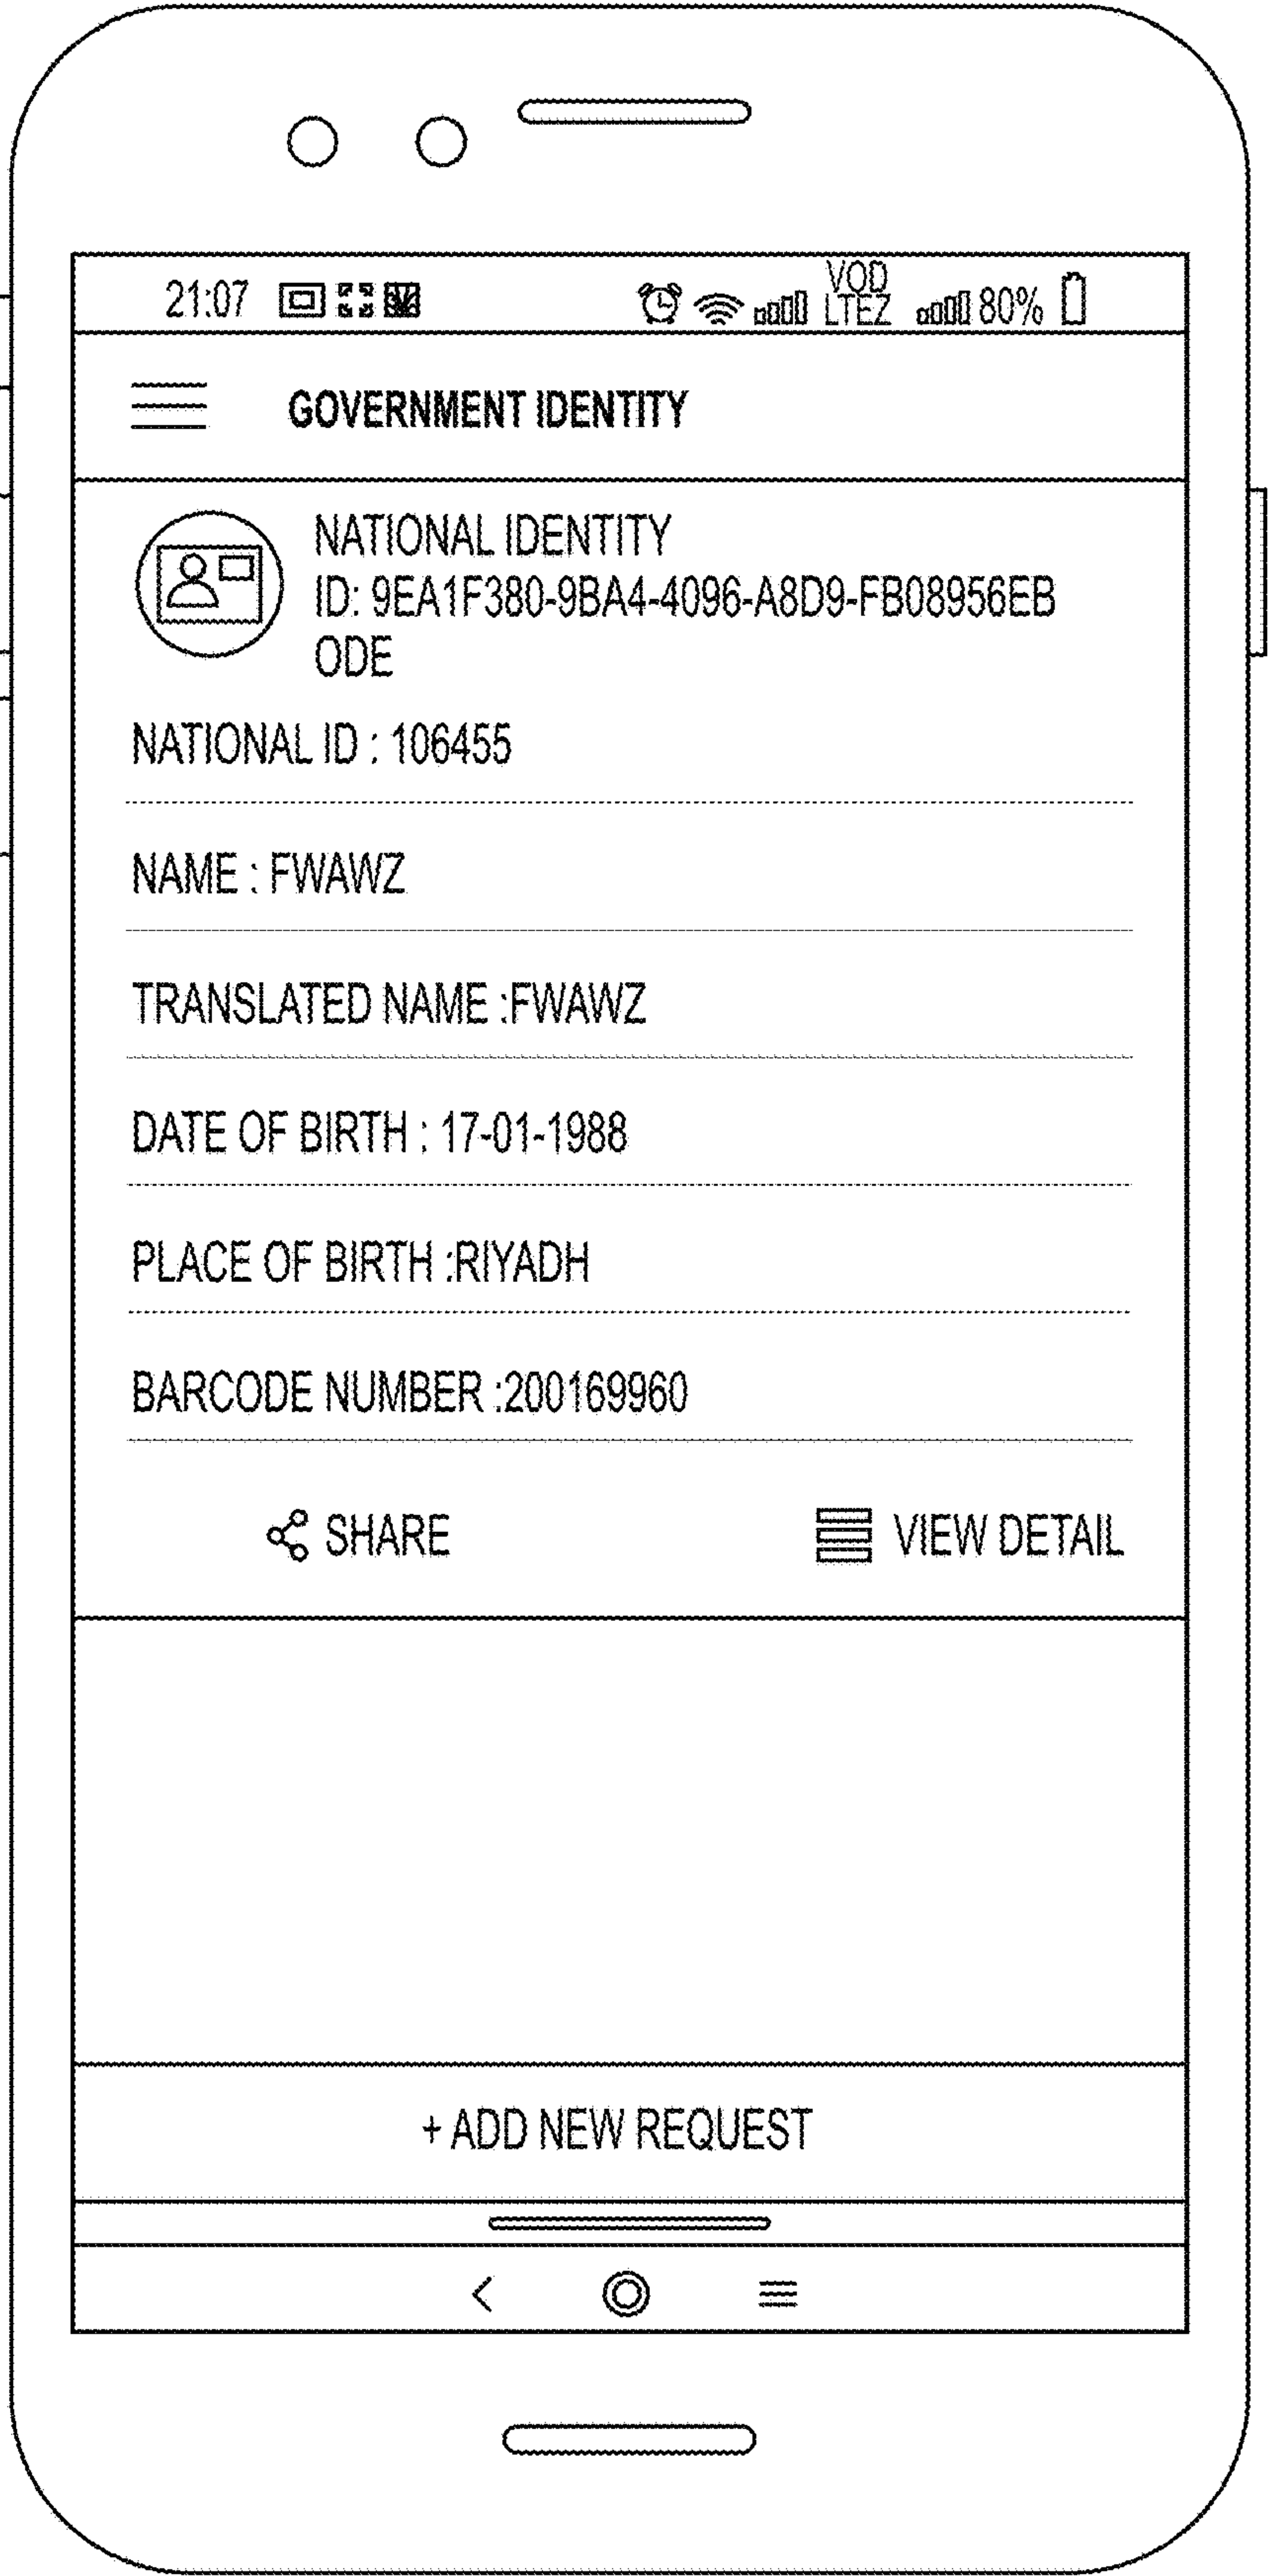 21:07 VOD
LTEZ 80%
GOVERNMENT IDENTITY
NATIONAL IDENTITY
ID: 9EA1F380-9BA4-4096-A8D9-FB08956EB
ODE
NATIONAL ID : 106455
NAME : FWAWZ
TRANSLATED NAME :FWAWZ
DATE OF BIRTH : 17-01-1988
PLACE OF BIRTH :RIYADH
BARCODE NUMBER :200169960
SHARE VIEW DETAIL
+ ADD NEW REQUEST